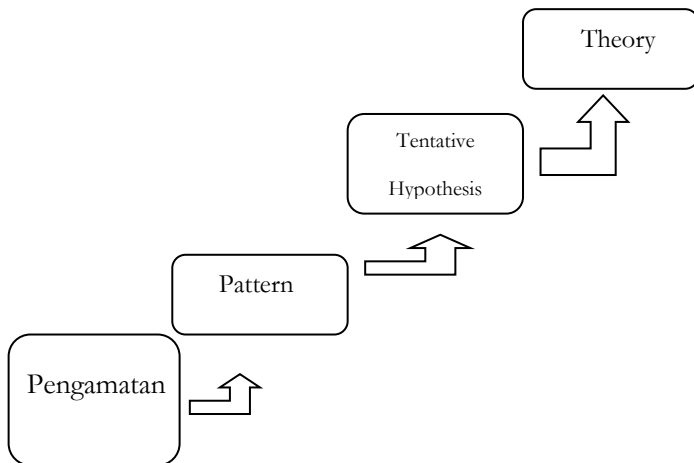 Theory
Tentative
Hypothesis
Pattern
Pengamatan